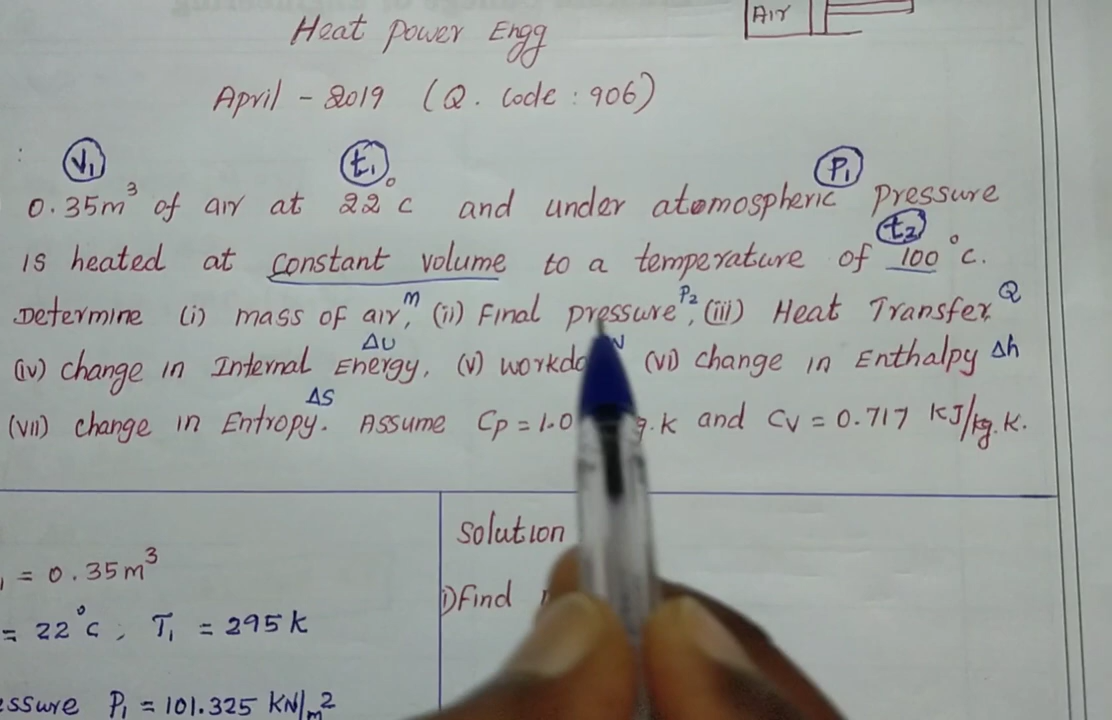 Air
Heat Power Engg
April - 2019 (Q. Code : 906)
V1 t1 P1
0.35m³ of air at 22°c and under atomospheric pressure
t2
is heated at constant volume to a temperature of 100°c.
m P2 Q
Determine (i) mass of air, (ii) Final pressure, (iii) Heat Transfer
ΔU Δh
(iv) change in Internal Energy, (v) (vi) change in Enthalpy
ΔS
(vii) change in Entropy. Assume Cp = 1.0 g.K and Cv = 0.717 KJ/kg.K.
solution
= 0.35m³
i) Find
= 22°c, T1 = 295 k
P1 = 101.325 KN/m²